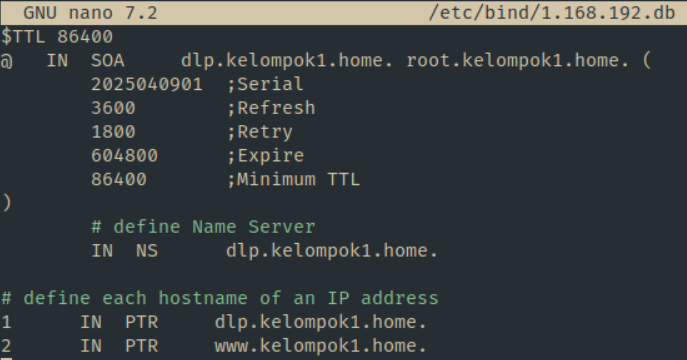 GNU nano 7.2 /etc/bind/1.168.192.db
$TTL 86400
@ IN SOA dlp.kelompok1.home. root.kelompok1.home. (
2025040901 ;Serial
3600 ;Refresh
1800 ;Retry
604800 ;Expire
86400 ;Minimum TTL
)
# define Name Server
IN NS dlp.kelompok1.home.
# define each hostname of an IP address
1 IN PTR dlp.kelompok1.home.
2 IN PTR www.kelompok1.home.